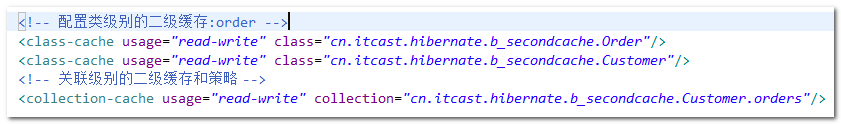 <!-- 配置类级别的二级缓存:order -->
<class-cache usage="read-write" class="cn.itcast.hibernate.b_secondcache.Order"/>
<class-cache usage="read-write" class="cn.itcast.hibernate.b_secondcache.Customer"/>
<!-- 关联级别的二级缓存和策略 -->
<collection-cache usage="read-write" collection="cn.itcast.hibernate.b_secondcache.Customer.orders"/>